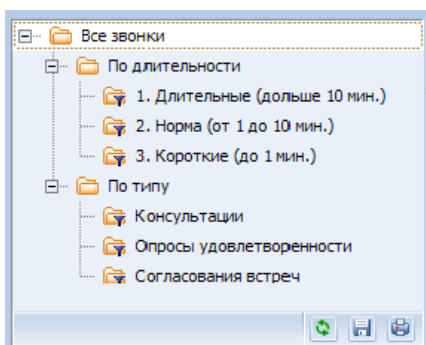 Все звонки
По длительности
1. Длительные (дольше 10 мин.)
2. Норма (от 1 до 10 мин.)
3. Короткие (до 1 мин.)
По типу
Консультации
Опросы удовлетворенности
Согласования встреч